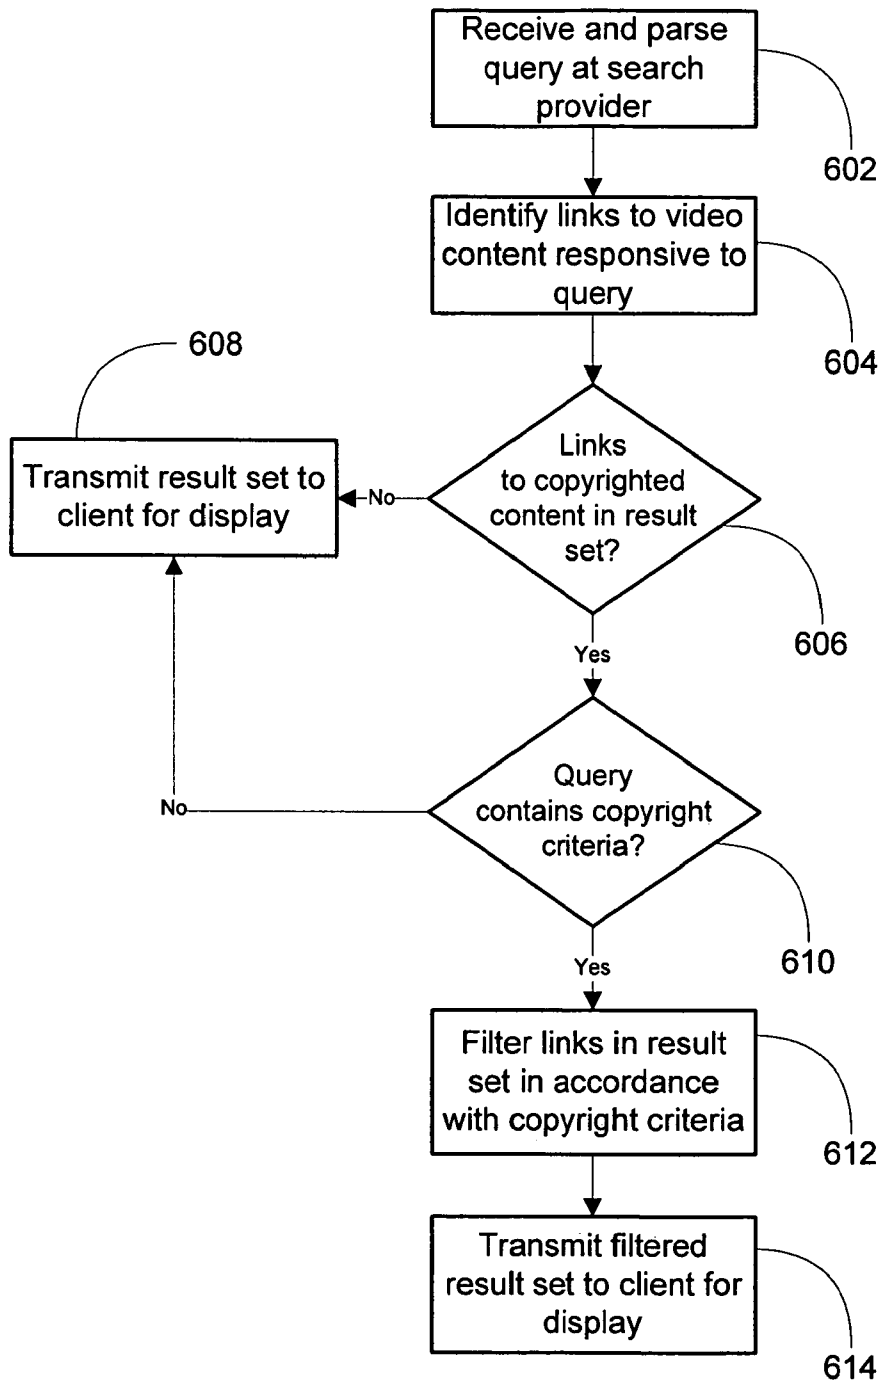 Receive and parse
query at search
provider
602
Identify links to video
content responsive to
query
604
608
Transmit result set to
client for display
No
Links
to copyrighted
content in result
set?
606
Yes
Query
contains copyright
criteria?
No
610
Yes
Filter links in result
set in accordance
with copyright criteria
612
Transmit filtered
result set to client for
display
614